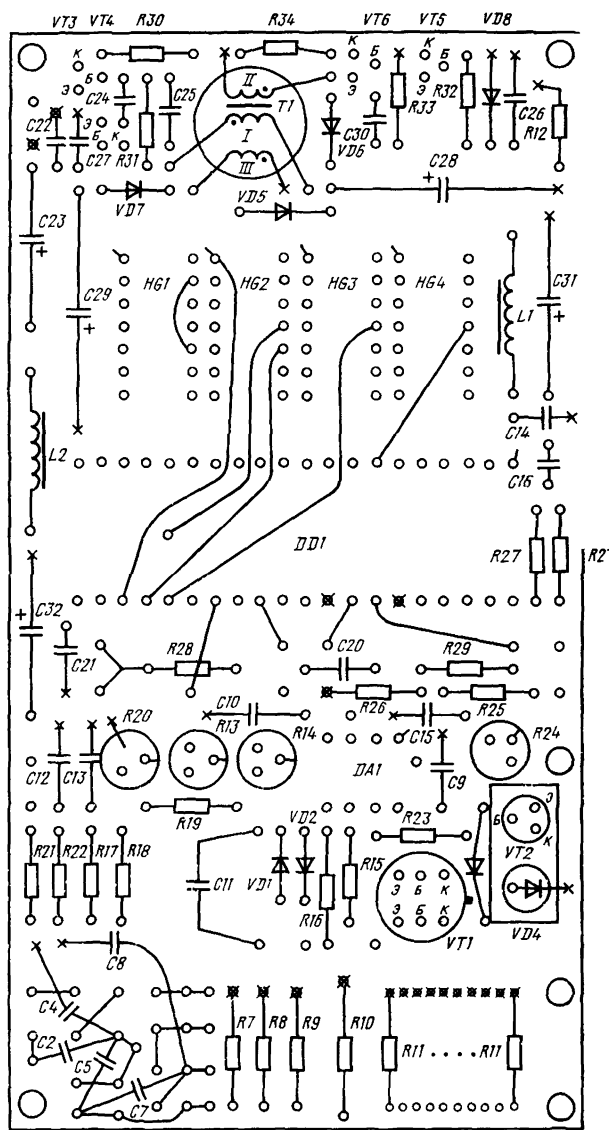 VT3 VT4 R30 R34 VT6 VT5 VD8
К Б Э
C24
C25
II
T1
I
III
К Б Э
К Б Э
R33
R32
C26
R12
C22
C27
Э Б К
R31
C30
VD6
C28
+
VD7
VD5
C23
+
C29
+
HG1 HG2 HG3 HG4
L1
C31
+
L2
C14
C16
DD1
R27 R27
C32
+
C21
R28
C20
R29
R26
R25
C10
C15
R20
R13
R14
R24
C12
C13
DA1
C9
R19
VD2
R23
Э Б К
VT2
R21 R22 R17 R18
C11
VD1
R16
R15
Э Б К
Э Б К
VT1
VD4
C8
C4
C2
C5
C7
R7 R8 R9 R10
R11 .... R11